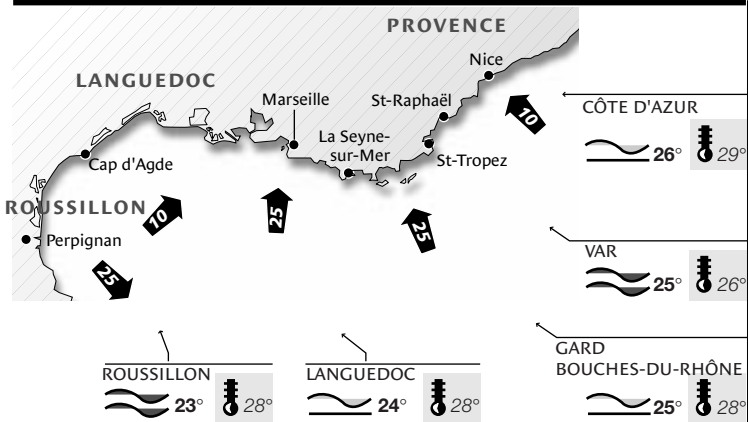 PROVENCE
Nice
LANGUEDOC
Marseille
St-Raphaël
10
CÔTE D'AZUR
La Seyne-
sur-Mer
26° 29°
Cap d'Agde
St-Tropez
ROUSSILLON
10
25
25
Perpignan
VAR
25
25° 26°
GARD
BOUCHES-DU-RHÔNE
ROUSSILLON
LANGUEDOC
23° 28°
24° 28°
25° 28°